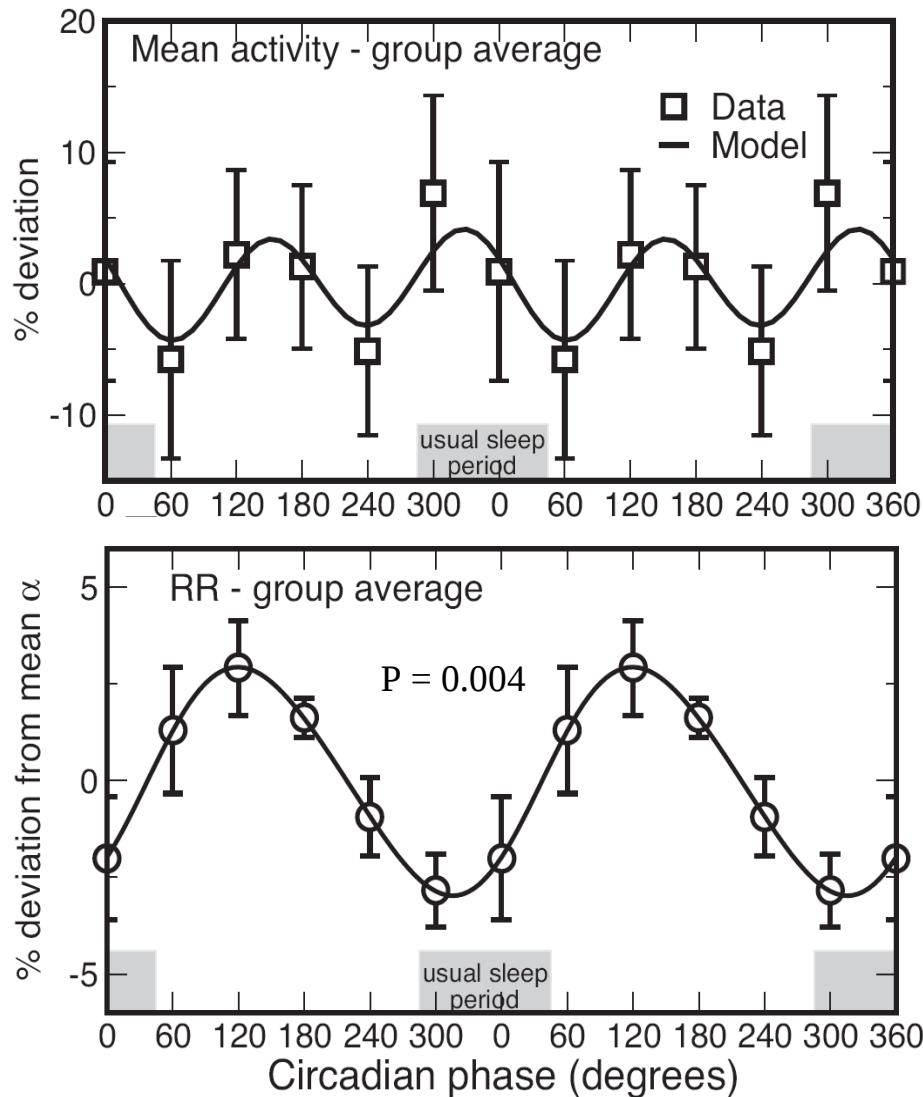 20
Mean activity - group average
Data
Model
10
% deviation
0
-10
usual sleep
period
0 60 120 180 240 300 0 60 120 180 240 300 360
5
RR - group average
P = 0.004
% deviation from mean α
0
-5
usual sleep
period
0 60 120 180 240 300 0 60 120 180 240 300 360
Circadian phase (degrees)